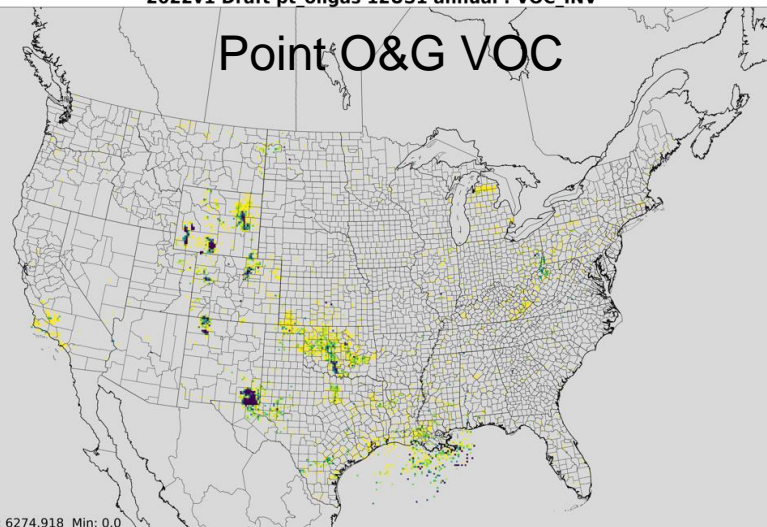 2022v1 Draft pt_oilgas 12US1 annual : VOC_INV
Point O&G VOC
: 6274.918 Min: 0.0